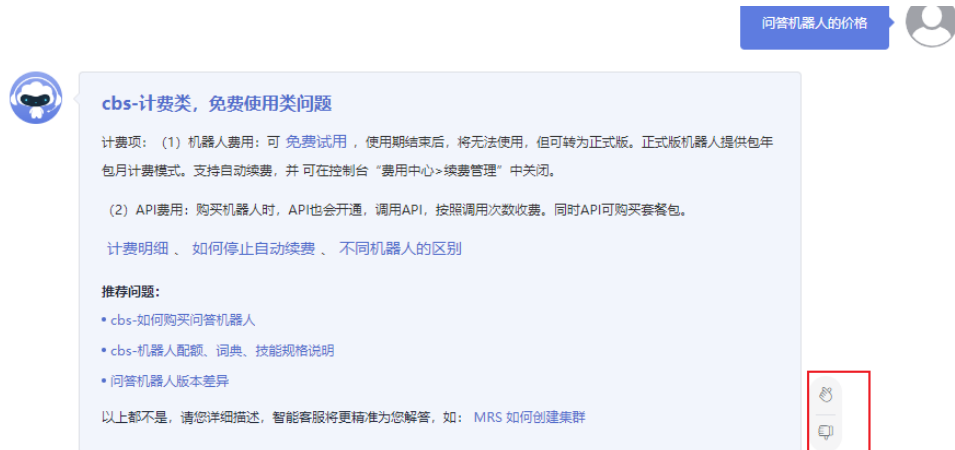 问答机器人的价格
cbs-计费类，免费使用类问题
计费项：（1）机器人费用：可 免费试用 ，使用期结束后，将无法使用，但可转为正式版。正式版机器人提供包年
包月计费模式。支持自动续费，并 可在控制台“费用中心>续费管理”中关闭。
（2）API费用：购买机器人时，API也会开通，调用API，按照调用次数收费。同时API可购买套餐包。
计费明细 、 如何停止自动续费 、 不同机器人的区别
推荐问题：
• cbs-如何购买问答机器人
• cbs-机器人配额、词典、技能规格说明
• 问答机器人版本差异
以上都不是，请您详细描述，智能客服将更精准为您解答，如： MRS 如何创建集群